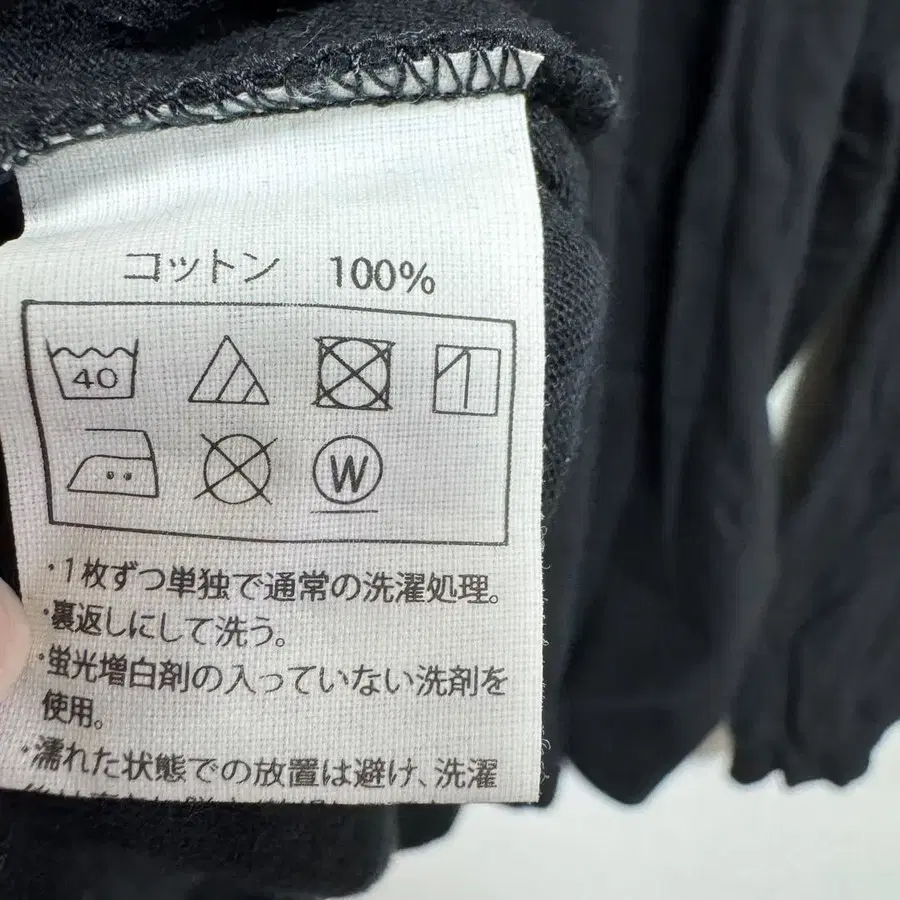 コットン 100%
40
W
・1枚ずつ単独で通常の洗濯処理。
・裏返しにして洗う。
・蛍光増白剤の入っていない洗剤を
使用。
・濡れた状態での放置は避け、洗濯